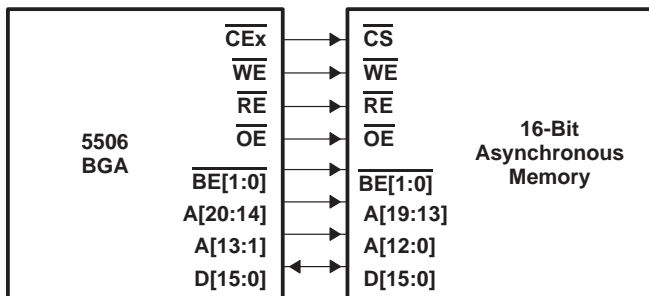 CEx
WE
RE
OE
BE[1:0]
A[20:14]
A[13:1]
D[15:0]
5506
BGA
CS
WE
RE
OE
BE[1:0]
A[19:13]
A[12:0]
D[15:0]
16-Bit
Asynchronous
Memory